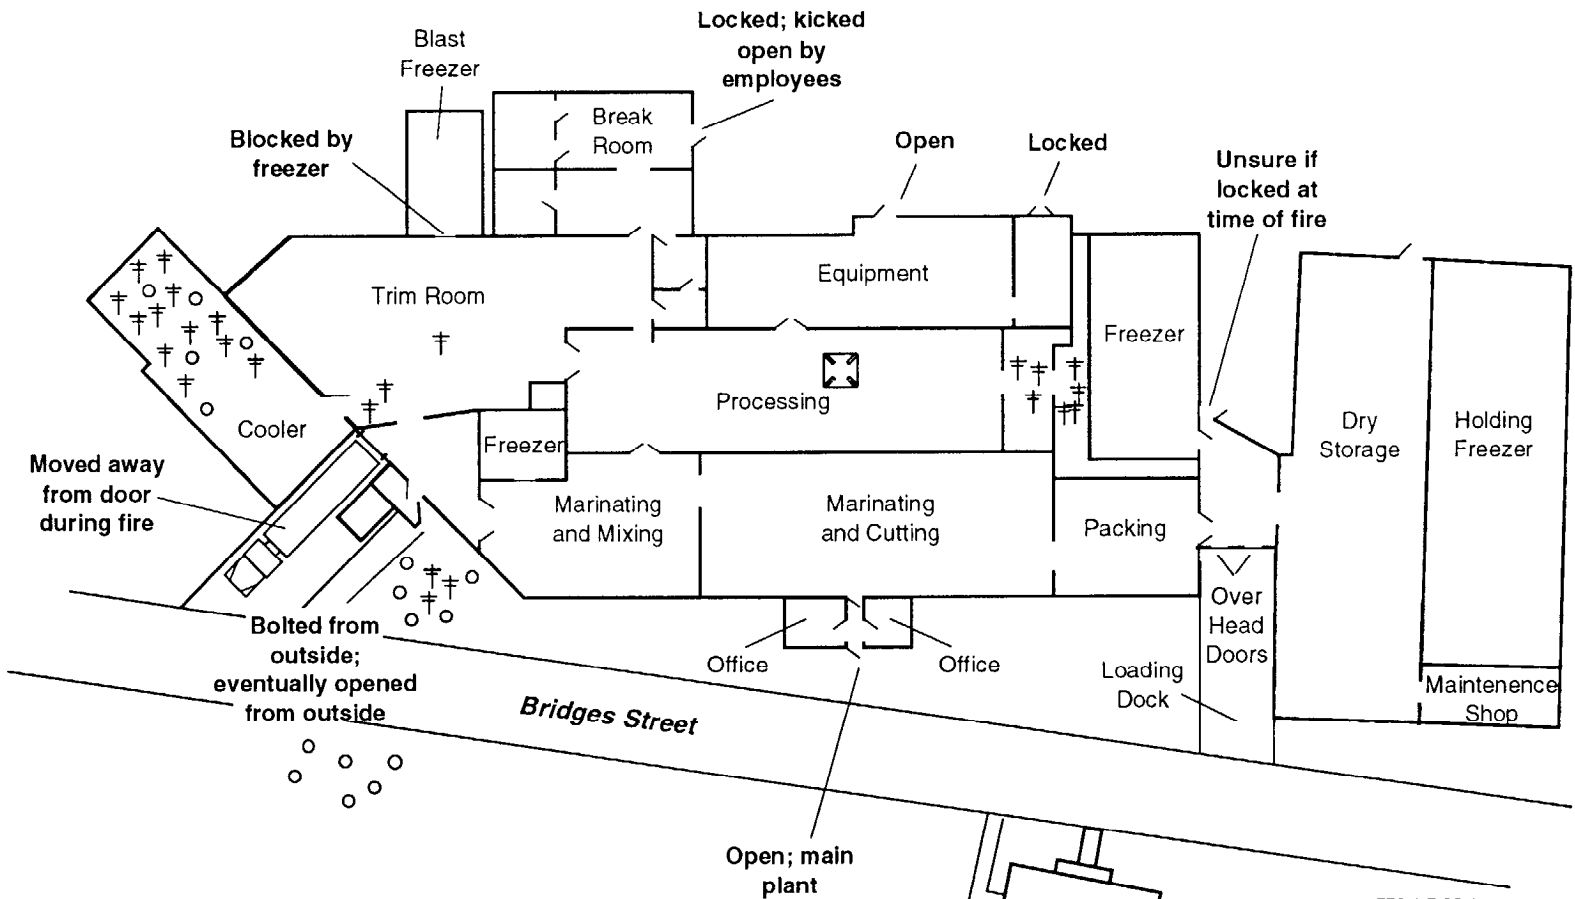 Blast
Freezer
Locked; kicked
open by
employees
Break
Room
Blocked by
freezer
Open
Locked
Unsure if
locked at
time of fire
Trim Room
Equipment
Freezer
Processing
Cooler
Freezer
Dry
Storage
Holding
Freezer
Moved away
from door
during fire
Marinating
and Mixing
Marinating
and Cutting
Packing
Over
Head
Doors
Bolted from
outside;
eventually opened
from outside
Office
Office
Loading
Dock
Maintenence
Shop
Bridges Street
Open; main
plant